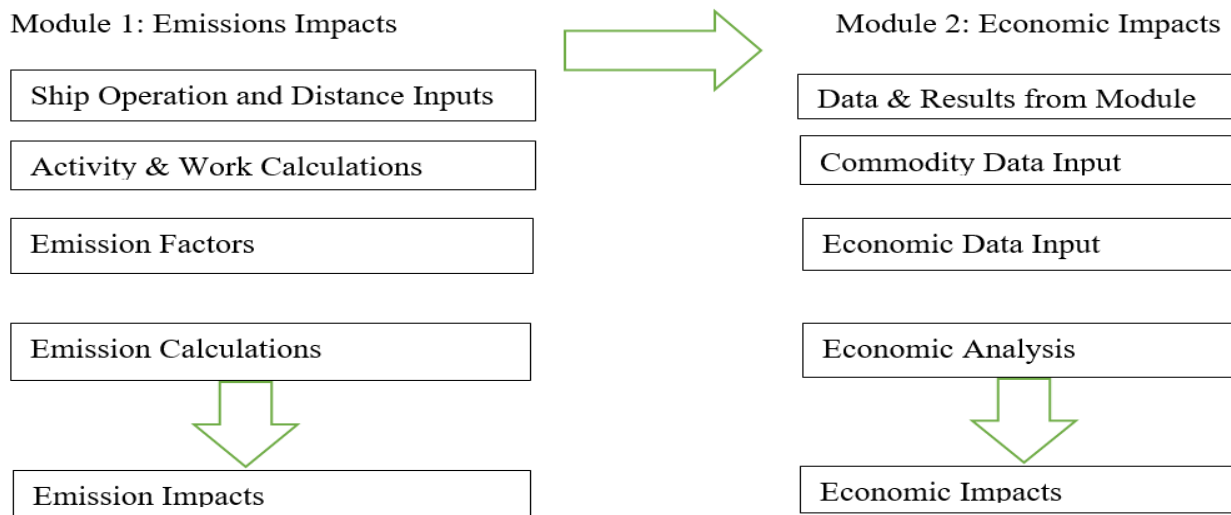 Module 1: Emissions Impacts
Ship Operation and Distance Inputs
Activity & Work Calculations
Emission Factors
Emission Calculations
Emission Impacts
Module 2: Economic Impacts
Data & Results from Module
Commodity Data Input
Economic Data Input
Economic Analysis
Economic Impacts